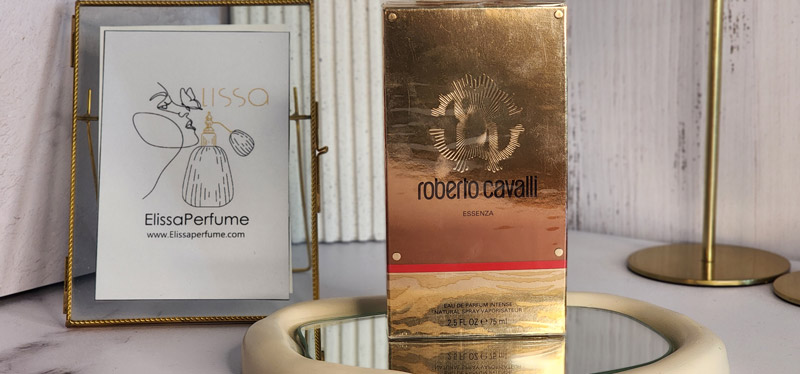 Elissa
ElissaPerfume
www.Elissaperfume.com
roberto cavalli
ESSENZA
EAU DE PARFUM INTENSE
NATURAL SPRAY VAPORISATEUR
2.5 FL OZ ℮ 75 ml